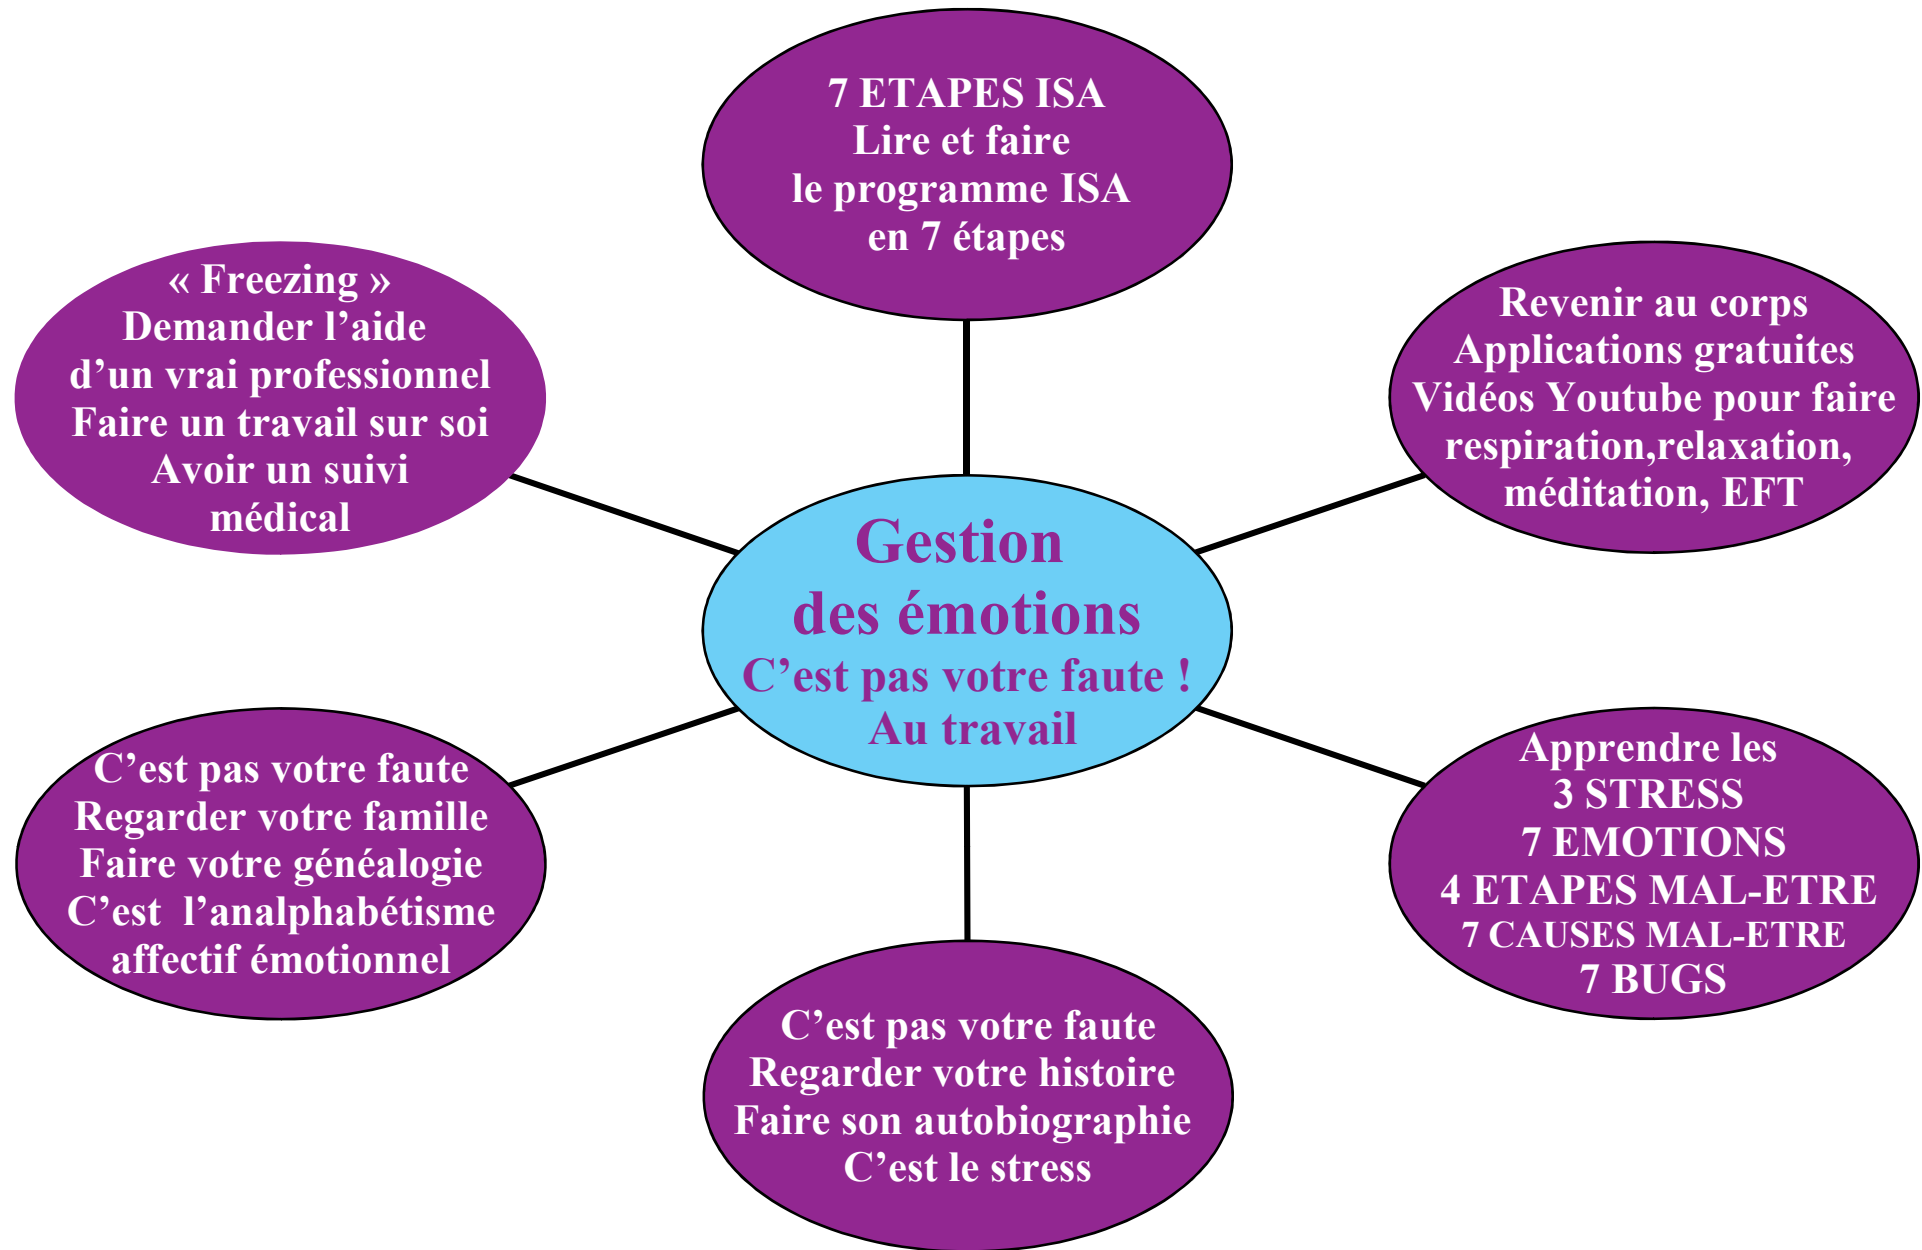 7 ETAPES ISA
Lire et faire
le programme ISA
en 7 étapes
« Freezing »
Demander l’aide
d’un vrai professionnel
Faire un travail sur soi
Avoir un suivi
médical
Revenir au corps
Applications gratuites
Vidéos Youtube pour faire
respiration,relaxation,
méditation, EFT
Gestion
des émotions
C’est pas votre faute !
Au travail
C’est pas votre faute
Regarder votre famille
Faire votre généalogie
C’est l’analphabétisme
affectif émotionnel
Apprendre les
3 STRESS
7 EMOTIONS
4 ETAPES MAL-ETRE
7 CAUSES MAL-ETRE
7 BUGS
C’est pas votre faute
Regarder votre histoire
Faire son autobiographie
C’est le stress